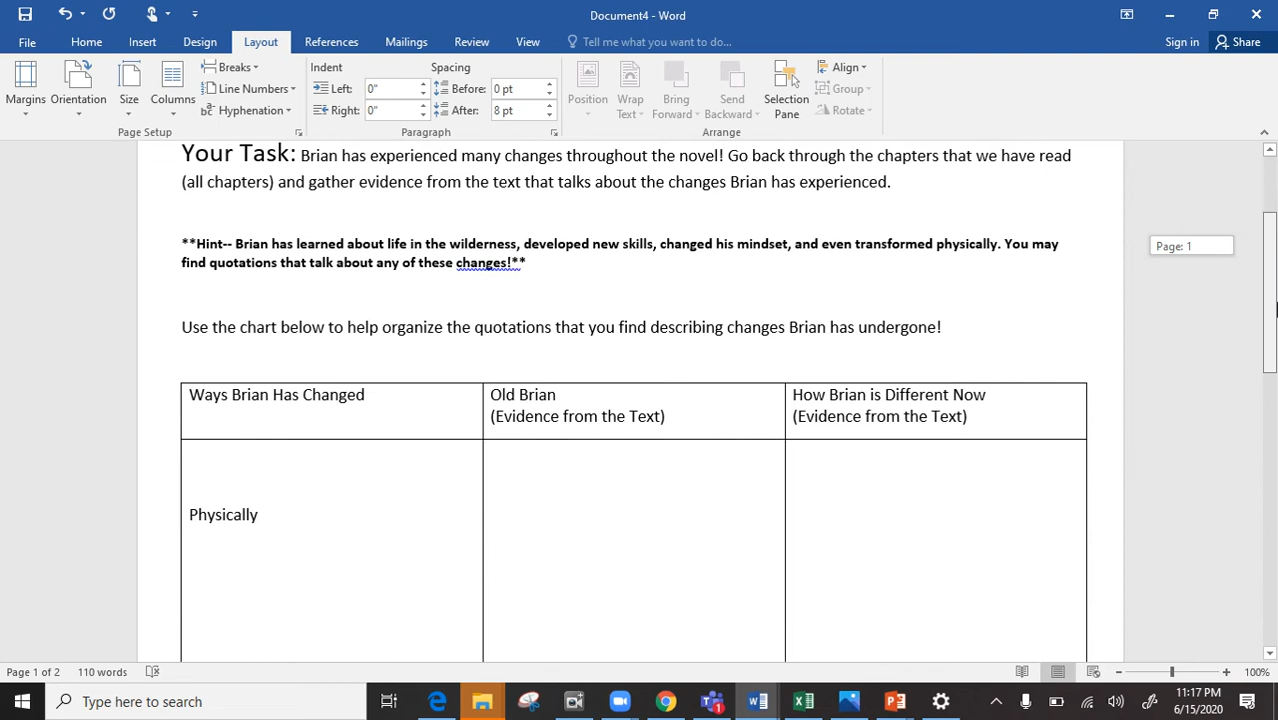 Document4 - Word
File Home Insert Design Layout References Mailings Review View Tell me what you want to do... Sign in Share
Margins
Orientation
Size
Columns
Breaks
Line Numbers
Hyphenation
Page Setup
Indent
Left: 0"
Right: 0"
Spacing
Before: 0 pt
After: 8 pt
Paragraph
Position
Wrap
Text
Bring
Forward
Send
Backward
Selection
Pane
Align
Group
Rotate
Arrange
Your Task: Brian has experienced many changes throughout the novel! Go back through the chapters that we have read
(all chapters) and gather evidence from the text that talks about the changes Brian has experienced.
**Hint-- Brian has learned about life in the wilderness, developed new skills, changed his mindset, and even transformed physically. You may
find quotations that talk about any of these changes!**
Page: 1
Use the chart below to help organize the quotations that you find describing changes Brian has undergone!
Ways Brian Has Changed
Old Brian
(Evidence from the Text)
How Brian is Different Now
(Evidence from the Text)
Physically
Page 1 of 2 110 words
100%
Type here to search
11:17 PM
6/15/2020